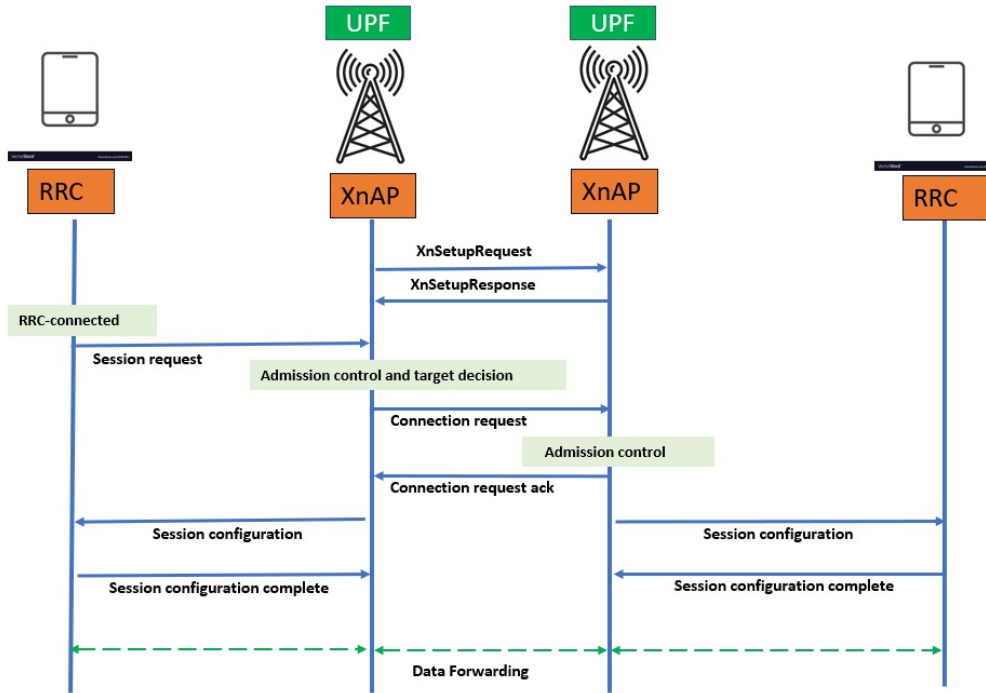 UPF
UPF
VectorStock
RRC
XnAP
XnAP
RRC
XnSetupRequest
XnSetupResponse
RRC-connected
Session request
Admission control and target decision
Connection request
Admission control
Connection request ack
Session configuration
Session configuration
Session configuration complete
Session configuration complete
Data Forwarding